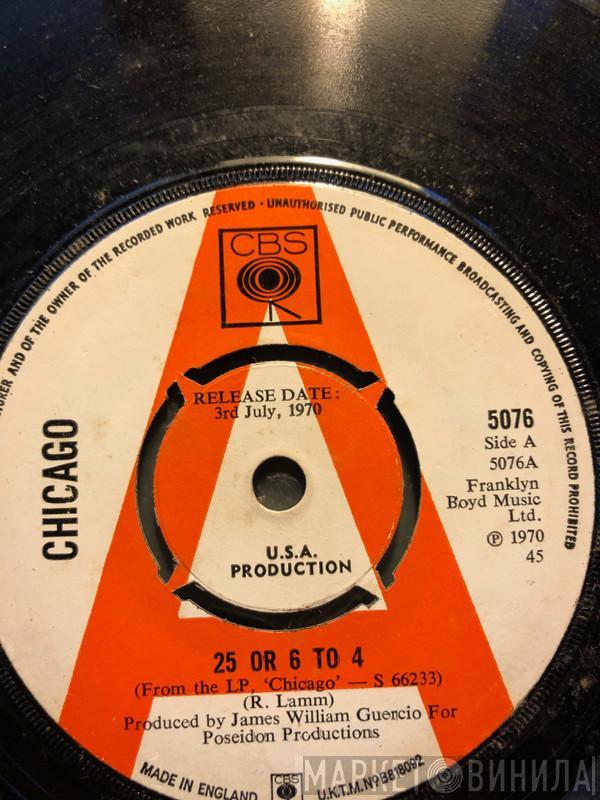 URER AND OF THE OWNER OF THE RECORDED WORK RESERVED · UNAUTHORISED PUBLIC PERFORMANCE BROADCASTING AND COPYING OF THIS RECORD PROHIBITED
CBS
RELEASE DATE:
3rd July, 1970
CHICAGO
5076
Side A
5076A
Franklyn
Boyd Music
Ltd.
℗ 1970
45
U.S.A.
PRODUCTION
25 OR 6 TO 4
(From the LP, 'Chicago' — S 66233)
(R. Lamm)
Produced by James William Guercio For
Poseidon Productions
MADE IN ENGLAND
CBS
U.K.T.M. Nº B818092
МАРКЕТ ВИНИЛА